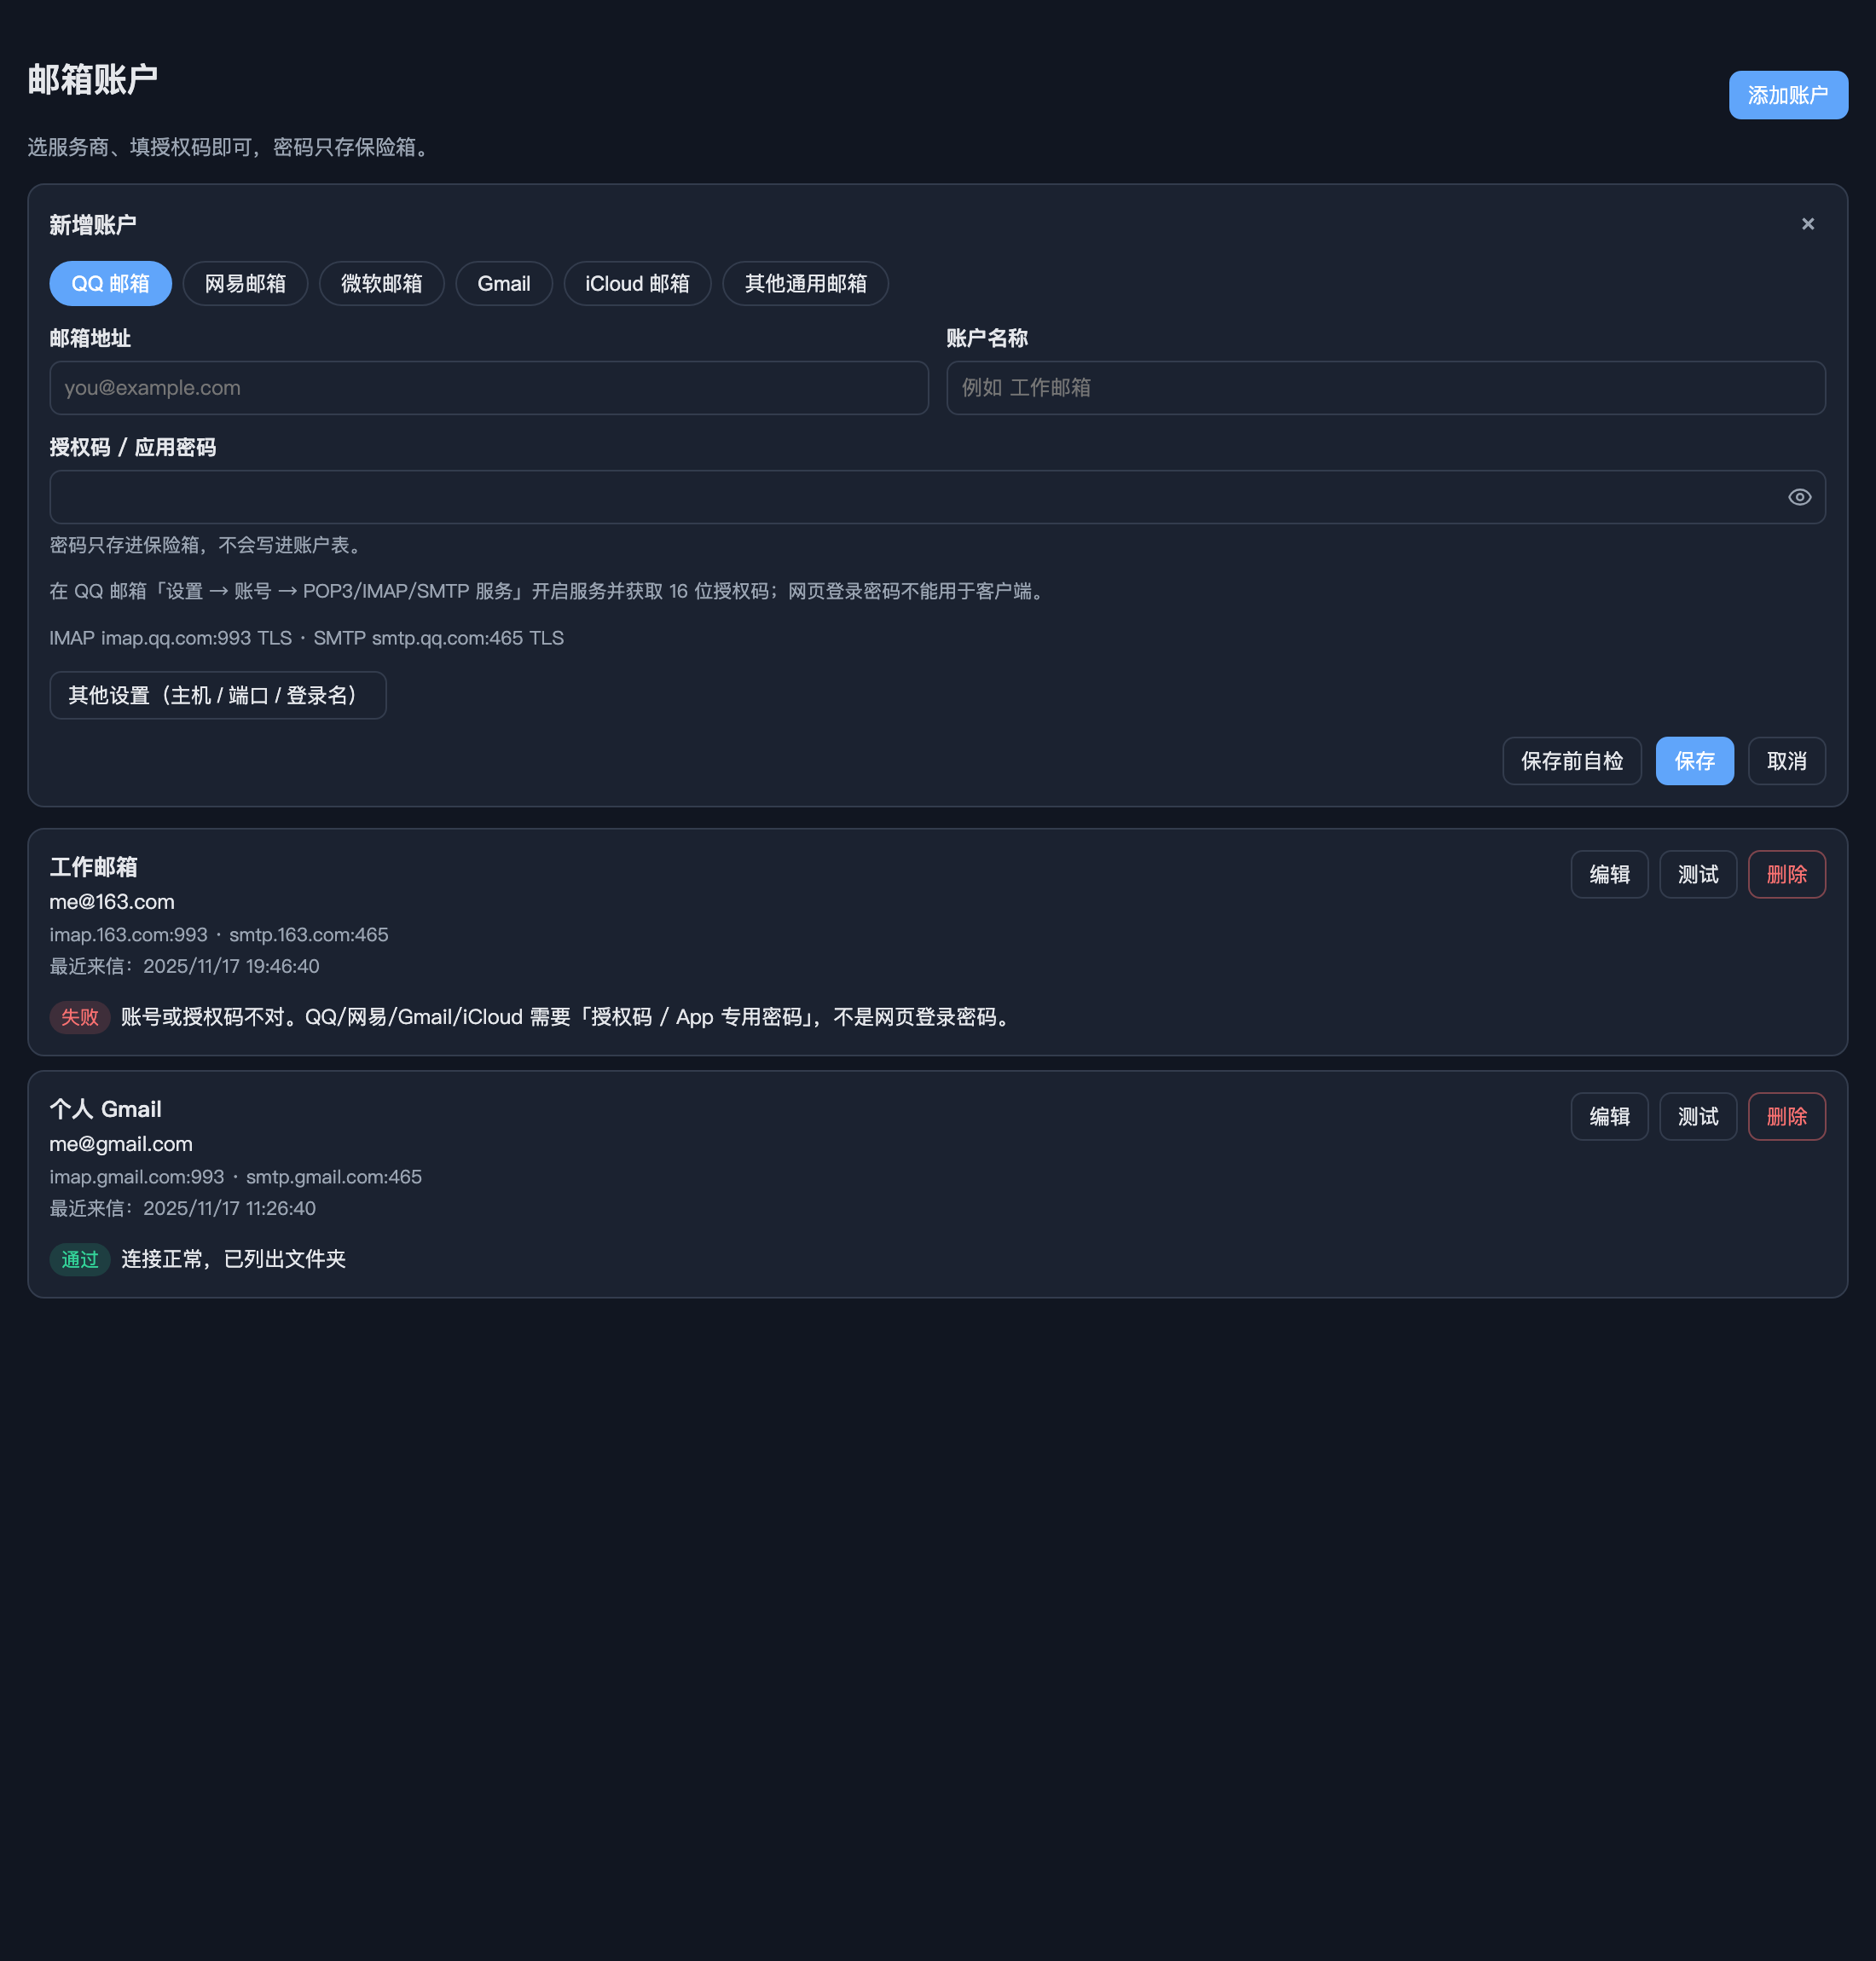 邮箱账户
添加账户
选服务商、填授权码即可，密码只存保险箱。
新增账户
×
QQ 邮箱 网易邮箱 微软邮箱 Gmail iCloud 邮箱 其他通用邮箱
邮箱地址 账户名称
you@example.com 例如 工作邮箱
授权码 / 应用密码
密码只存进保险箱，不会写进账户表。
在 QQ 邮箱「设置 → 账号 → POP3/IMAP/SMTP 服务」开启服务并获取 16 位授权码；网页登录密码不能用于客户端。
IMAP imap.qq.com:993 TLS · SMTP smtp.qq.com:465 TLS
其他设置（主机 / 端口 / 登录名）
保存前自检 保存 取消
工作邮箱
编辑 测试 删除
me@163.com
imap.163.com:993 · smtp.163.com:465
最近来信：2025/11/17 19:46:40
失败 账号或授权码不对。QQ/网易/Gmail/iCloud 需要「授权码 / App 专用密码」，不是网页登录密码。
个人 Gmail
编辑 测试 删除
me@gmail.com
imap.gmail.com:993 · smtp.gmail.com:465
最近来信：2025/11/17 11:26:40
通过 连接正常，已列出文件夹